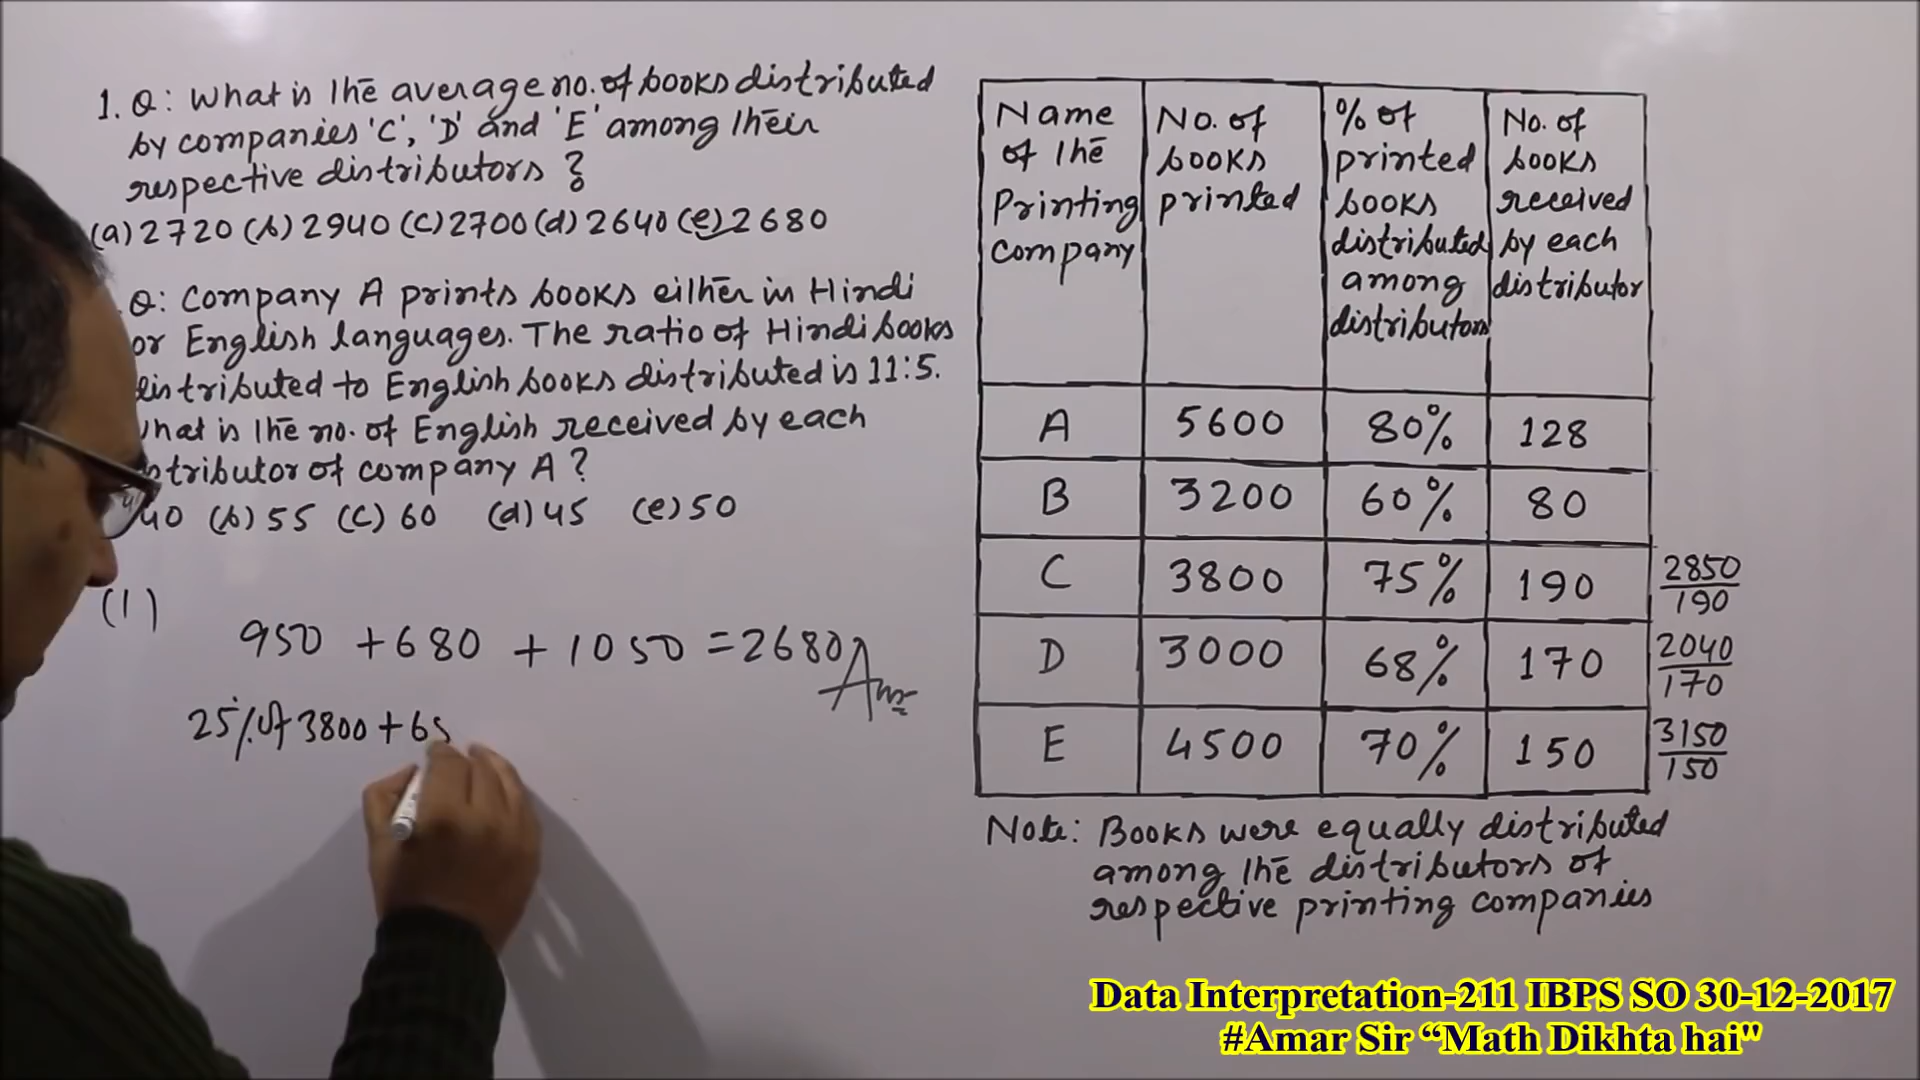 1. Q: What is the average no. of books distributed
by companies 'C', 'D' and 'E' among their
respective distributors ?
(a) 2720 (b) 2940 (c) 2700 (d) 2640 (e) 2680
Q: Company A prints books either in Hindi
or English languages. The ratio of Hindi books
distributed to English books distributed is 11:5.
what is the no. of English received by each
tributor of company A ?
40 (b) 55 (c) 60 (d) 45 (e) 50
(1)
950 + 680 + 1050 = 2680 Ans
25% of 3800 + 68
Name of the Printing company
No. of books printed
% of printed books distributed among distributors
No. of books received by each distributor
A 5600 80% 128
B 3200 60% 80
C 3800 75% 190 2850/190
D 3000 68% 170 2040/170
E 4500 70% 150 3150/150
Note: Books were equally distributed
among the distributors of
respective printing companies
Data Interpretation-211 IBPS SO 30-12-2017
#Amar Sir “Math Dikhta hai"